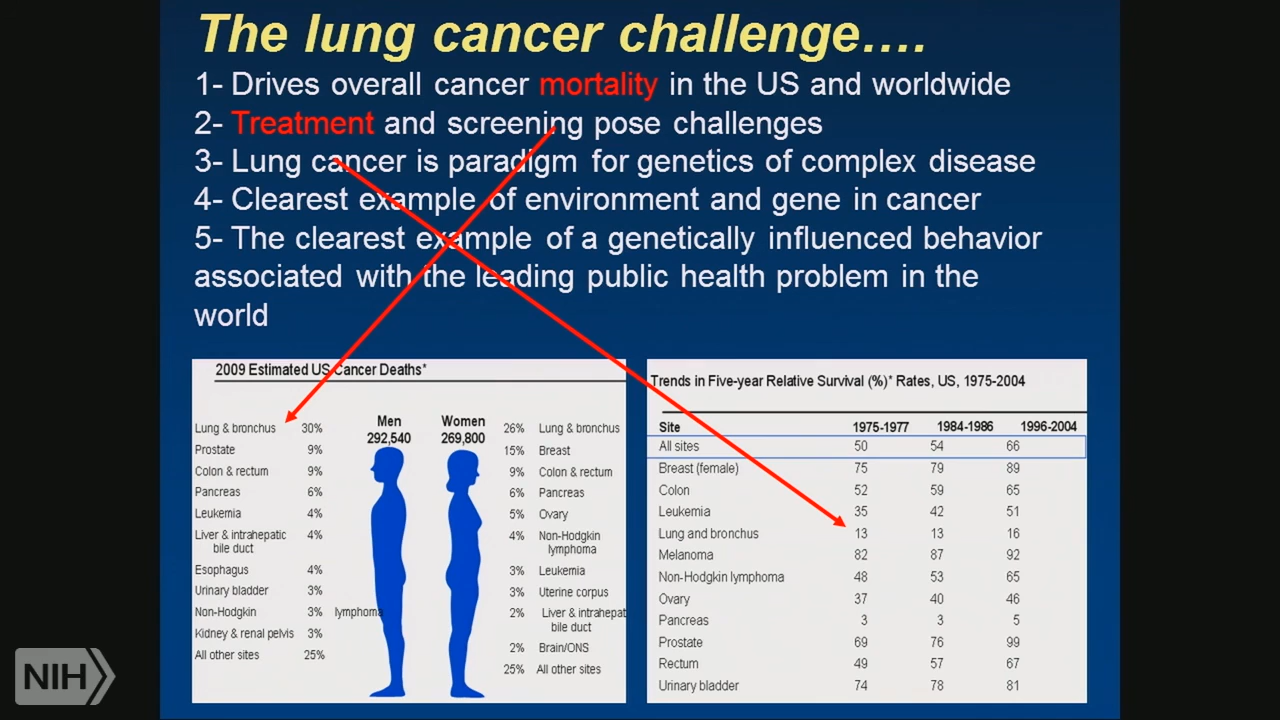 The lung cancer challenge….
1- Drives overall cancer mortality in the US and worldwide
2- Treatment and screening pose challenges
3- Lung cancer is paradigm for genetics of complex disease
4- Clearest example of environment and gene in cancer
5- The clearest example of a genetically influenced behavior
associated with the leading public health problem in the
world
2009 Estimated US Cancer Deaths*
Men
292,540
Women
269,800
Lung & bronchus 30%
Prostate 9%
Colon & rectum 9%
Pancreas 6%
Leukemia 4%
Liver & intrahepatic 4%
bile duct
Esophagus 4%
Urinary bladder 3%
Non-Hodgkin 3% lymphoma
Kidney & renal pelvis 3%
All other sites 25%
26% Lung & bronchus
15% Breast
9% Colon & rectum
6% Pancreas
5% Ovary
4% Non-Hodgkin
lymphoma
3% Leukemia
3% Uterine corpus
2% Liver & intrahepat
bile duct
2% Brain/ONS
25% All other sites
Trends in Five-year Relative Survival (%)* Rates, US, 1975-2004
Site 1975-1977 1984-1986 1996-2004
All sites 50 54 66
Breast (female) 75 79 89
Colon 52 59 65
Leukemia 35 42 51
Lung and bronchus 13 13 16
Melanoma 82 87 92
Non-Hodgkin lymphoma 48 53 65
Ovary 37 40 46
Pancreas 3 3 5
Prostate 69 76 99
Rectum 49 57 67
Urinary bladder 74 78 81
NIH